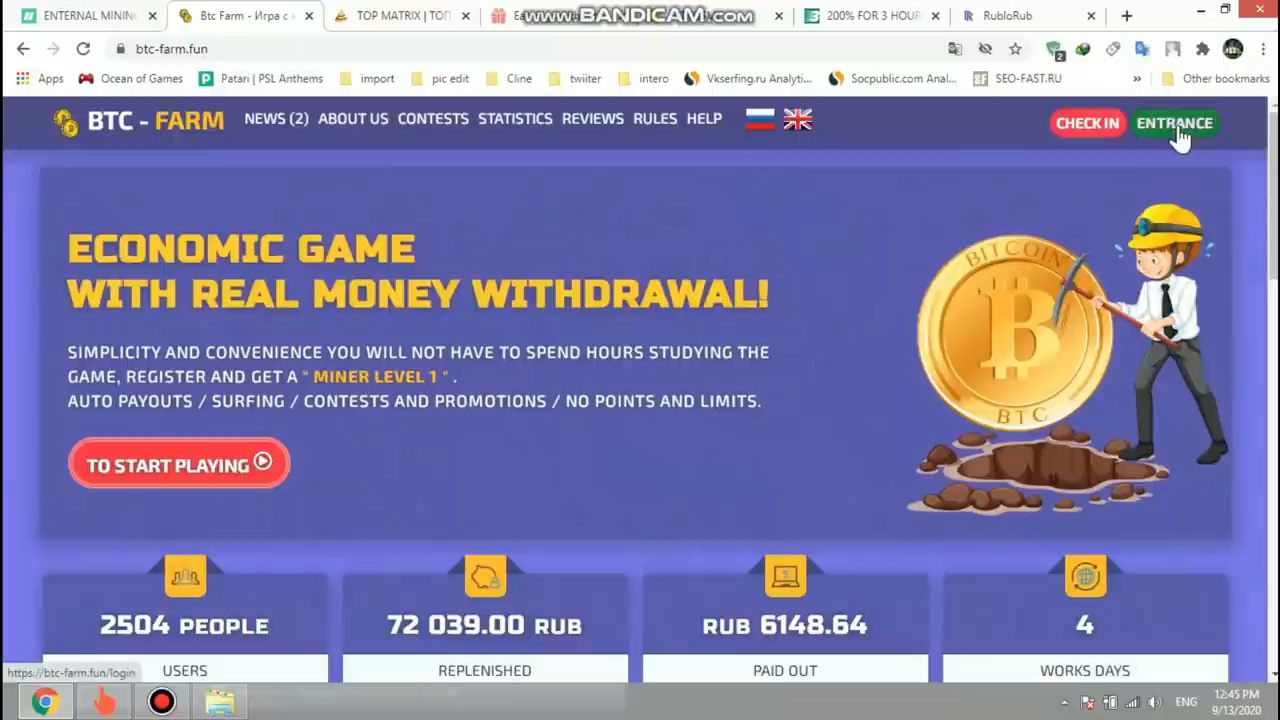 ENTERNAL MININ
Btc Farm - Игра с
TOP MATRIX | ТОП
www.BANDICAM.com
200% FOR 3 HOUR
RubloRub
btc-farm.fun
2
Apps
Ocean of Games
Patari | PSL Anthems
import
pic edit
Cline
twiiter
intero
Vkserfing.ru Analyti...
Socpublic.com Anal...
SEO-FAST.RU
»
Other bookmarks
BTC - FARM
NEWS (2) ABOUT US CONTESTS STATISTICS REVIEWS RULES HELP
CHECK IN
ENTRANCE
ECONOMIC GAME
WITH REAL MONEY WITHDRAWAL!
SIMPLICITY AND CONVENIENCE YOU WILL NOT HAVE TO SPEND HOURS STUDYING THE
GAME, REGISTER AND GET A " MINER LEVEL 1 " .
AUTO PAYOUTS / SURFING / CONTESTS AND PROMOTIONS / NO POINTS AND LIMITS.
TO START PLAYING
BITCOIN
BTC
2504 PEOPLE
USERS
72 039.00 RUB
REPLENISHED
RUB 6148.64
PAID OUT
4
WORKS DAYS
https://btc-farm.fun/login
ENG
12:45 PM
9/13/2020